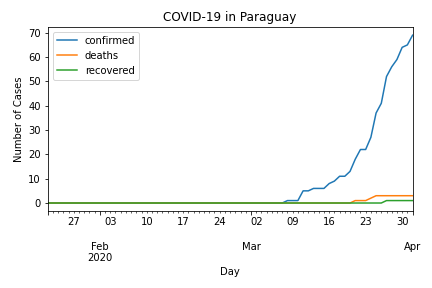 COVID-19 in Paraguay
confirmed
deaths
recovered
Number of Cases
70
60
50
40
30
20
10
0
27 03 10 17 24 02 09 16 23 30
Feb Mar Apr
2020
Day